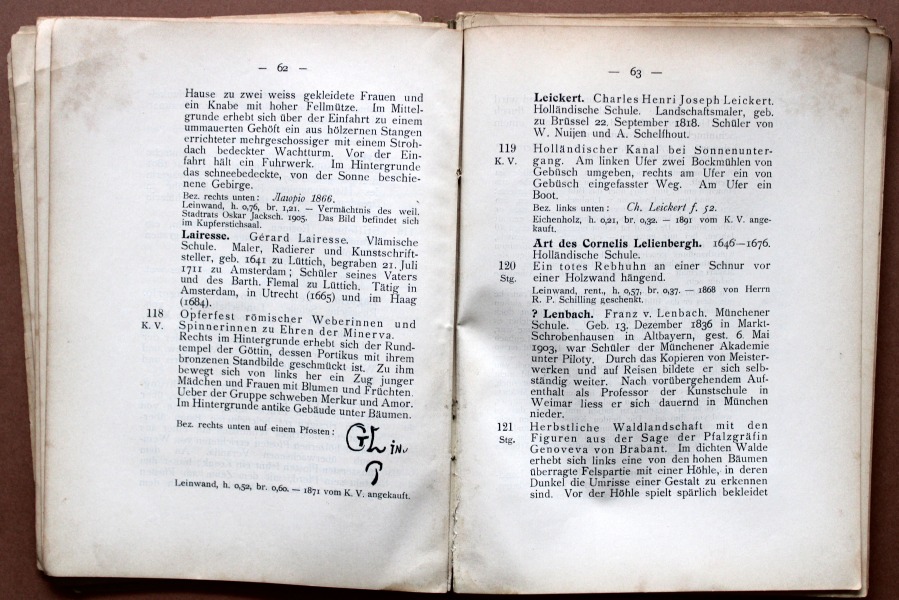 — 62 —
Hause zu zwei weiss gekleidete Frauen und
ein Knabe mit hoher Fellmütze. Im Mittel-
grunde erhebt sich über der Einfahrt zu einem
ummauerten Gehöft ein aus hölzernen Stangen
errichteter mehrgeschossiger mit einem Stroh-
dach bedeckter Wachtturm. Vor der Ein-
fahrt hält ein Fuhrwerk. Im Hintergrunde
das schneebedeckte, von der Sonne beschie-
nene Gebirge.
Bez. rechts unten: Лаgорio 1866.
Leinwand, h. 0,76, br. 1,21. — Vermächtnis des weil.
Stadtrats Oskar Jacksch. 1905. Das Bild befindet sich
im Kupferstichsaal.
Lairesse. Gérard Lairesse. Vlämische
Schule. Maler, Radierer und Kunstschrift-
steller, geb. 1641 zu Lüttich, begraben 21. Juli
1711 zu Amsterdam; Schüler seines Vaters
und des Barth. Flemal zu Lüttich. Tätig in
Amsterdam, in Utrecht (1665) und im Haag
(1684).
118 Opferfest römischer Weberinnen und
K. V. Spinnerinnen zu Ehren der Minerva.
Rechts im Hintergrunde erhebt sich der Rund-
tempel der Göttin, dessen Portikus mit ihrem
bronzenen Standbilde geschmückt ist. Zu ihm
bewegt sich von links her ein Zug junger
Mädchen und Frauen mit Blumen und Früchten.
Ueber der Gruppe schweben Merkur und Amor.
Im Hintergrunde antike Gebäude unter Bäumen.
Bez. rechts unten auf einem Pfosten:
Leinwand, h. 0,52, br. 0,60. — 1871 vom K. V. angekauft.
— 63 —
Leickert. Charles Henri Joseph Leickert.
Holländische Schule. Landschaftsmaler, geb.
zu Brüssel 22. September 1818. Schüler von
W. Nuijen und A. Schelfhout.
119 Holländischer Kanal bei Sonnenunter-
K. V. gang. Am linken Ufer zwei Bockmühlen von
Gebüsch umgeben, rechts am Ufer ein von
Gebüsch eingefasster Weg. Am Ufer ein
Boot.
Bez. links unten: Ch. Leickert f. 52.
Eichenholz, h. 0,21, br. 0,32. — 1891 vom K. V. ange-
kauft.
Art des Cornelis Lelienbergh. 1646—1676.
Holländische Schule.
120 Ein totes Rebhuhn an einer Schnur vor
Stg. einer Holzwand hängend.
Leinwand, rent., h. 0,57, br. 0,37. — 1868 von Herrn
R. P. Schilling geschenkt.
? Lenbach. Franz v. Lenbach. Münchener
Schule. Geb. 13. Dezember 1836 in Markt-
Schrobenhausen in Altbayern, gest. 6. Mai
1903, war Schüler der Münchener Akademie
unter Piloty. Durch das Kopieren von Meister-
werken und auf Reisen bildete er sich selb-
ständig weiter. Nach vorübergehendem Auf-
enthalt als Professor der Kunstschule in
Weimar liess er sich dauernd in München
nieder.
121 Herbstliche Waldlandschaft mit den
Stg. Figuren aus der Sage der Pfalzgräfin
Genoveva von Brabant. Im dichten Walde
erhebt sich links eine von den hohen Bäumen
überragte Felspartie mit einer Höhle, in deren
Dunkel die Umrisse einer Gestalt zu erkennen
sind. Vor der Höhle spielt spärlich bekleidet